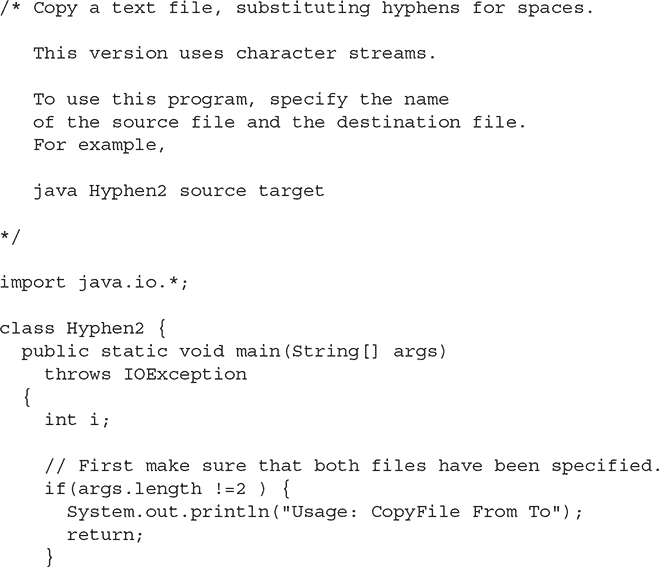 /* Copy a text file, substituting hyphens for spaces.
This version uses character streams.
To use this program, specify the name
of the source file and the destination file.
For example,
java Hyphen2 source target
*/
import java.io.*;
class Hyphen2 {
public static void main(String[] args)
throws IOException
{
int i;
// First make sure that both files have been specified.
if(args.length !=2 ) {
System.out.println("Usage: CopyFile From To");
return;
}